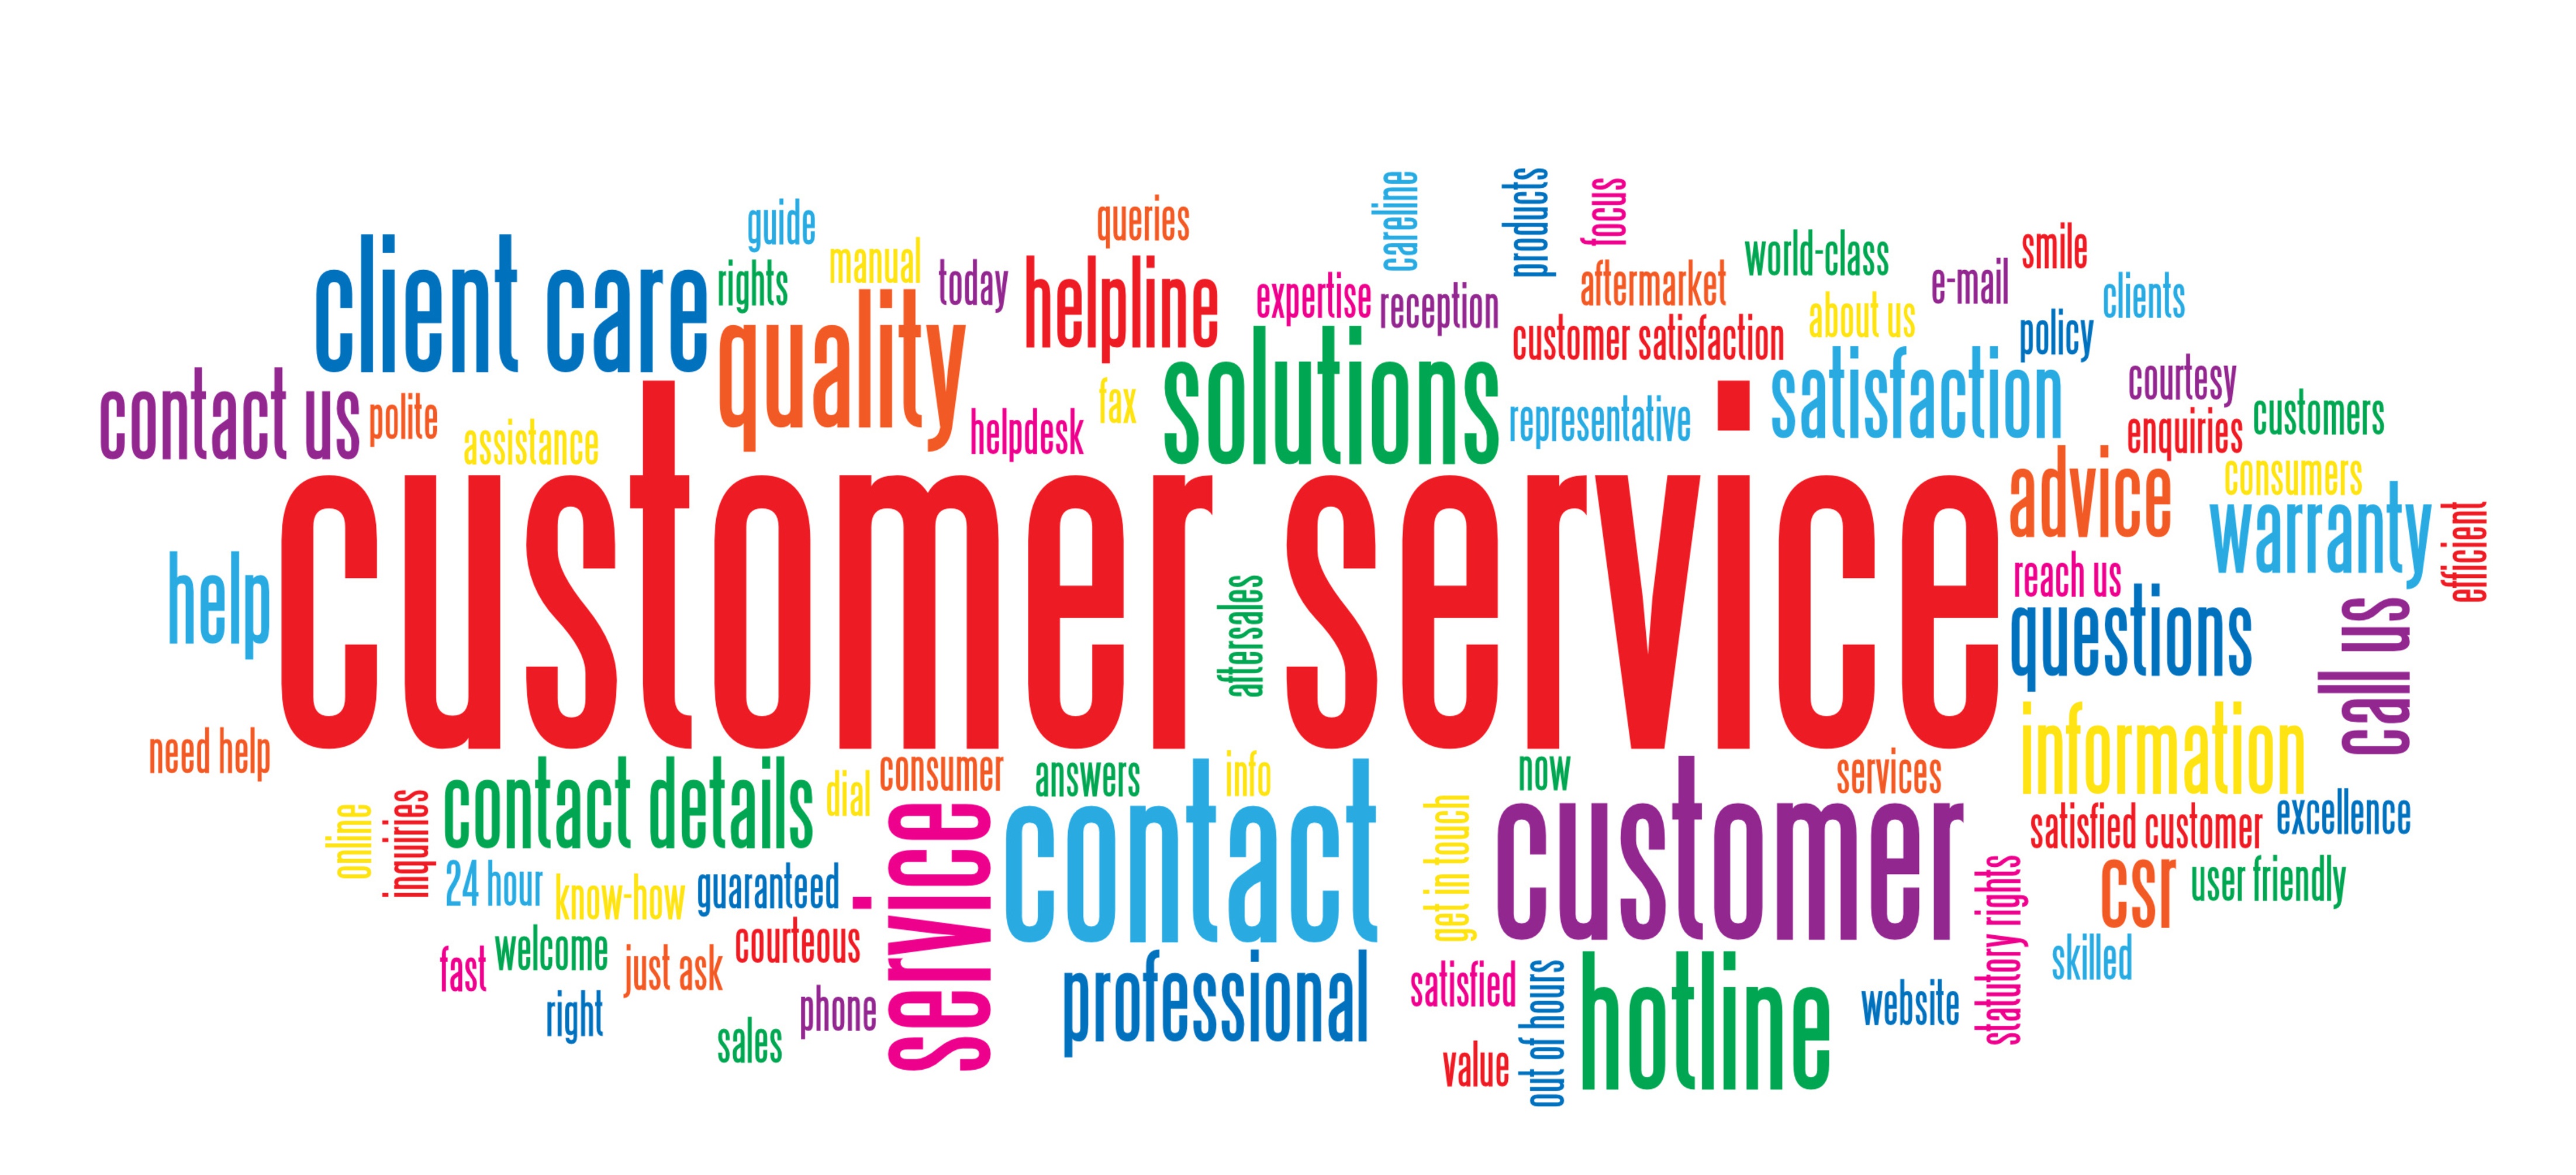 careline
products
focus
guide
queries
smile
world-class
manual
client care
rights
today
helpline
expertise
reception
aftermarket
e-mail
clients
about us
policy
customer satisfaction
quality
solutions
satisfaction
courtesy
contact us
polite
assistance
helpdesk
fax
representative
enquiries
customers
consumers
customer service
advice
warranty
efficient
help
aftersales
reach us
questions
call us
need help
information
contact details
dial
consumer
answers
info
now
services
online
inquiries
service
contact
get in touch
customer
satisfied customer
excellence
24 hour
know-how
guaranteed
statutory rights
csr
user friendly
fast
welcome
just ask
courteous
skilled
right
phone
professional
satisfied
out of hours
hotline
website
sales
value